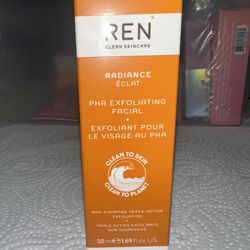 REN
CLEAN SKINCARE
RADIANCE
ÉCLAT
PHA EXFOLIATING
FACIAL
•
EXFOLIANT POUR
LE VISAGE AU PHA
CLEAN TO SKIN
CLEAN TO PLANET
NON-STRIPPING TRIPLE-ACTION
EXFOLIATION
TRIPLE ACTION EXFOLIANTE
NON AGRESSIVE
50 ml ℮ 1.69 fl oz. US